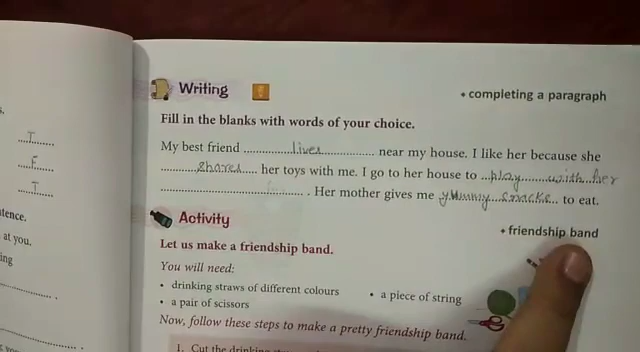 Writing
• completing a paragraph
Fill in the blanks with words of your choice.
My best friend ......lives...... near my house. I like her because she
......shares...... her toys with me. I go to her house to ...play......with..her
............................ . Her mother gives me yummy...snacks... to eat.
Activity
• friendship band
Let us make a friendship band.
You will need:
• drinking straws of different colours
• a piece of string
• a pair of scissors
Now, follow these steps to make a pretty friendship band.
1. Cut the drinking
T
F
T
tence.
at you.
ing